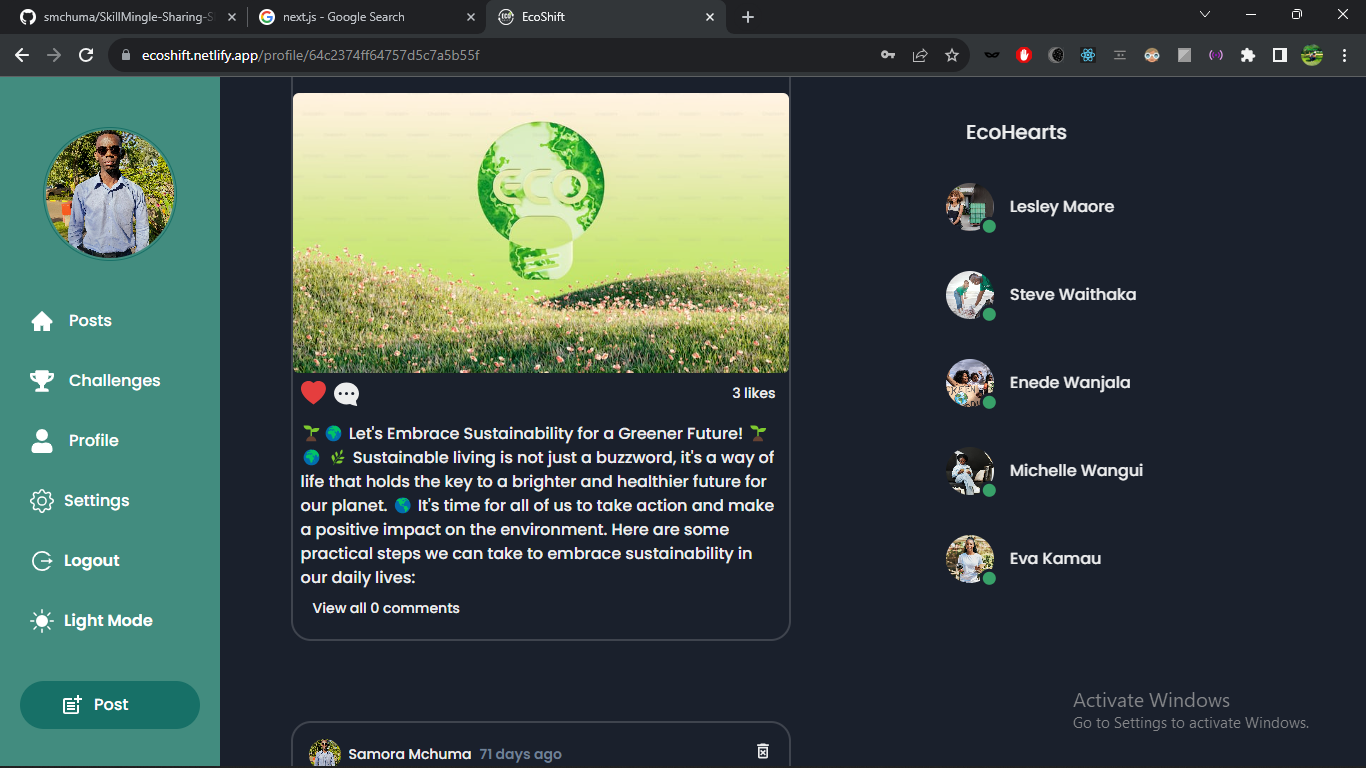 smchuma/SkillMingle-Sharing-S
next.js - Google Search
EcoShift
ecoshift.netlify.app/profile/64c2374ff64757d5c7a5b55f
Posts
Challenges
Profile
Settings
Logout
Light Mode
Post
ECO
3 likes
🌱 🌍 Let's Embrace Sustainability for a Greener Future! 🌱
🌍 🌿 Sustainable living is not just a buzzword, it's a way of
life that holds the key to a brighter and healthier future for
our planet. 🌎 It's time for all of us to take action and make
a positive impact on the environment. Here are some
practical steps we can take to embrace sustainability in
our daily lives:
View all 0 comments
Samora Mchuma 71 days ago
EcoHearts
Lesley Maore
Steve Waithaka
Enede Wanjala
Michelle Wangui
Eva Kamau
Activate Windows
Go to Settings to activate Windows.